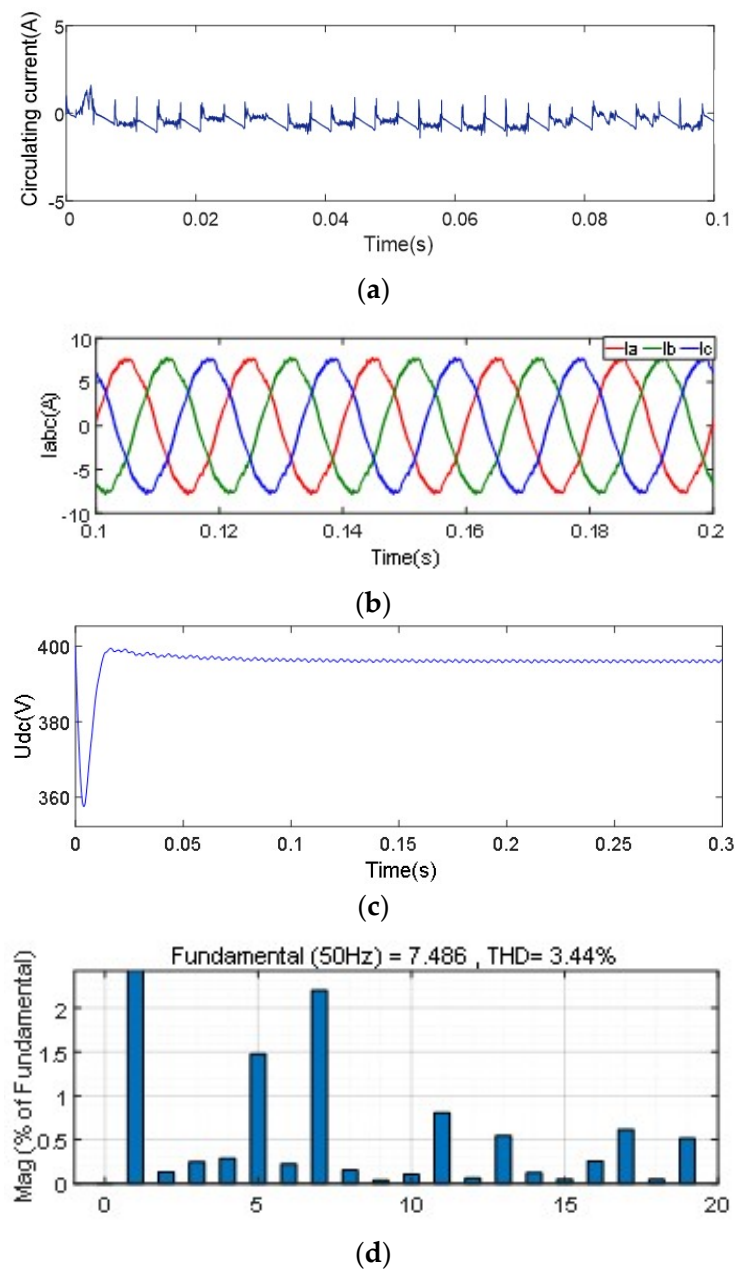 Circulating current(A)
5
0
-5
0 0.02 0.04 0.06 0.08 0.1
Time(s)
(a)
Iabc(A)
10
5
0
-5
-10
Ia Ib Ic
0.1 0.12 0.14 0.16 0.18 0.2
Time(s)
(b)
Udc(V)
400
380
360
0 0.05 0.1 0.15 0.2 0.25 0.3
Time(s)
(c)
Fundamental (50Hz) = 7.486 , THD= 3.44%
Mag (% of Fundamental)
2
1.5
1
0.5
0
0 5 10 15 20
(d)